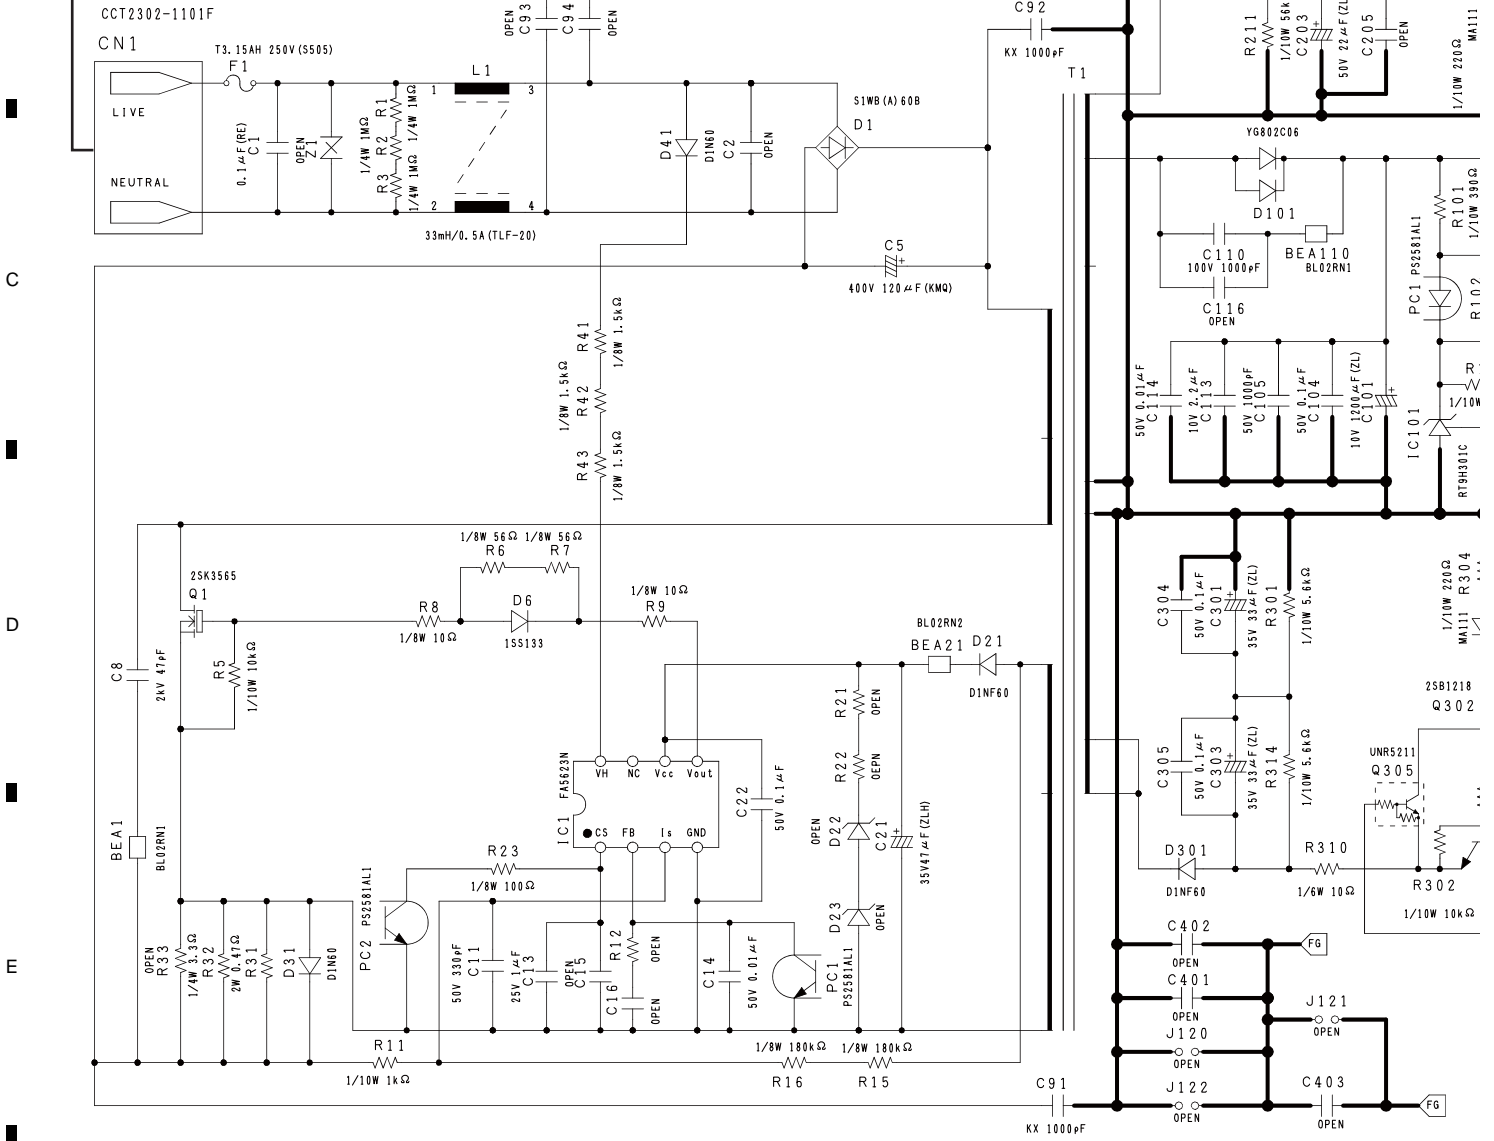 CCT2302-1101F
CN1
T3.15AH 250V(S505)
F1
LIVE
NEUTRAL
0.1μF(RE)
C1
OPEN
Z1
1/4W 1MΩ
R1
1/4W 1MΩ
R2
R3
1/4W 1MΩ
L1
1
3
2
4
33mH/0.5A(TLF-20)
OPEN
C93
OPEN
C94
D41
D1N60
C2
OPEN
S1WB(A)60B
D1
C92
KX 1000pF
T1
C5
+
400V 120μF(KMQ)
R211
1/10W 56k
C203
+
50V 22μF(ZL
C205
OPEN
1/10W 220Ω
MA111
YG802C06
D101
C110
100V 1000pF
BEA110
BL02RN1
C116
OPEN
R101
1/10W 390Ω
PC1
PS2581AL1
R102
50V 0.01μF
C114
10V 2.2μF
C113
50V 1000pF
C105
50V 0.1μF
C104
10V 1200μF(ZL)
C101
+
R
1/10W
IC101
RT9H301C
C
R41
1/8W 1.5kΩ
1/8W 1.5kΩ
R42
R43
1/8W 1.5kΩ
1/8W 56Ω
1/8W 56Ω
R6
R7
2SK3565
Q1
R8
1/8W 10Ω
D6
1SS133
1/8W 10Ω
R9
R5
1/10W 10kΩ
C8
2kV 47pF
BL02RN2
BEA21
D21
D1NF60
D
R21
OPEN
R22
OEPN
OPEN
D22
D23
OPEN
C21
+
35V47μF(ZLH)
FA5623N
IC1
VH
NC
Vcc
Vout
CS
FB
Is
GND
C22
50V 0.1μF
BEA1
BL02RN1
R23
1/8W 100Ω
PC2
PS2581AL1
OPEN
R33
1/4W 3.3Ω
R32
2W 0.47Ω
R31
D31
D1N60
50V 330pF
C11
25V 1μF
C13
OPEN
C15
R12
OPEN
C16
OPEN
C14
50V 0.01μF
PC1
PS2581AL1
E
R11
1/10W 1kΩ
1/8W 180kΩ
R16
1/8W 180kΩ
R15
C91
KX 1000pF
C304
50V 0.1μF
C301
+
35V 33μF(ZL)
R301
1/10W 5.6kΩ
1/10W 220Ω
R304
MA111
C305
50V 0.1μF
C303
+
35V 33μF(ZL)
R314
1/10W 5.6kΩ
2SB1218
Q302
UNR5211
Q305
D301
D1NF60
R310
1/6W 10Ω
R302
1/10W 10kΩ
C402
OPEN
FG
C401
OPEN
J121
OPEN
J120
OPEN
J122
OPEN
C403
OPEN
FG